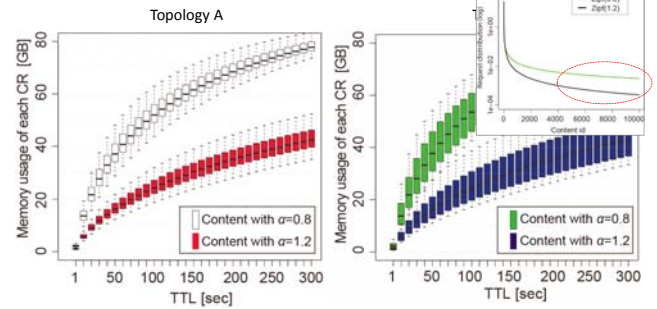 Topology A
T
Memory usage of each CR [GB]
80
60
40
20
0
Content with α=0.8
Content with α=1.2
1
50
100
150
200
250
300
TTL [sec]
Memory usage of each CR [GB]
80
60
40
20
0
Content with α=0.8
Content with α=1.2
1
50
100
150
200
250
300
TTL [sec]
Zipf(1.2)
Request distribution (log)
1e+00
1e-02
1e-04
0
2000
4000
6000
8000
10000
Content id